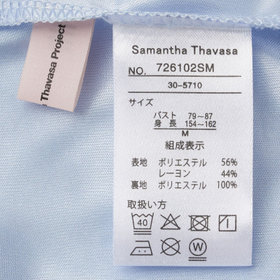 Thavasa Project
Samantha Thavasa
NO. 726102SM
30-5710
サイズ
バスト 79~87
身長 154~162
M
組成表示
表地 ポリエステル 56%
レーヨン 44%
裏地 ポリエステル 100%
取扱い方
40
W